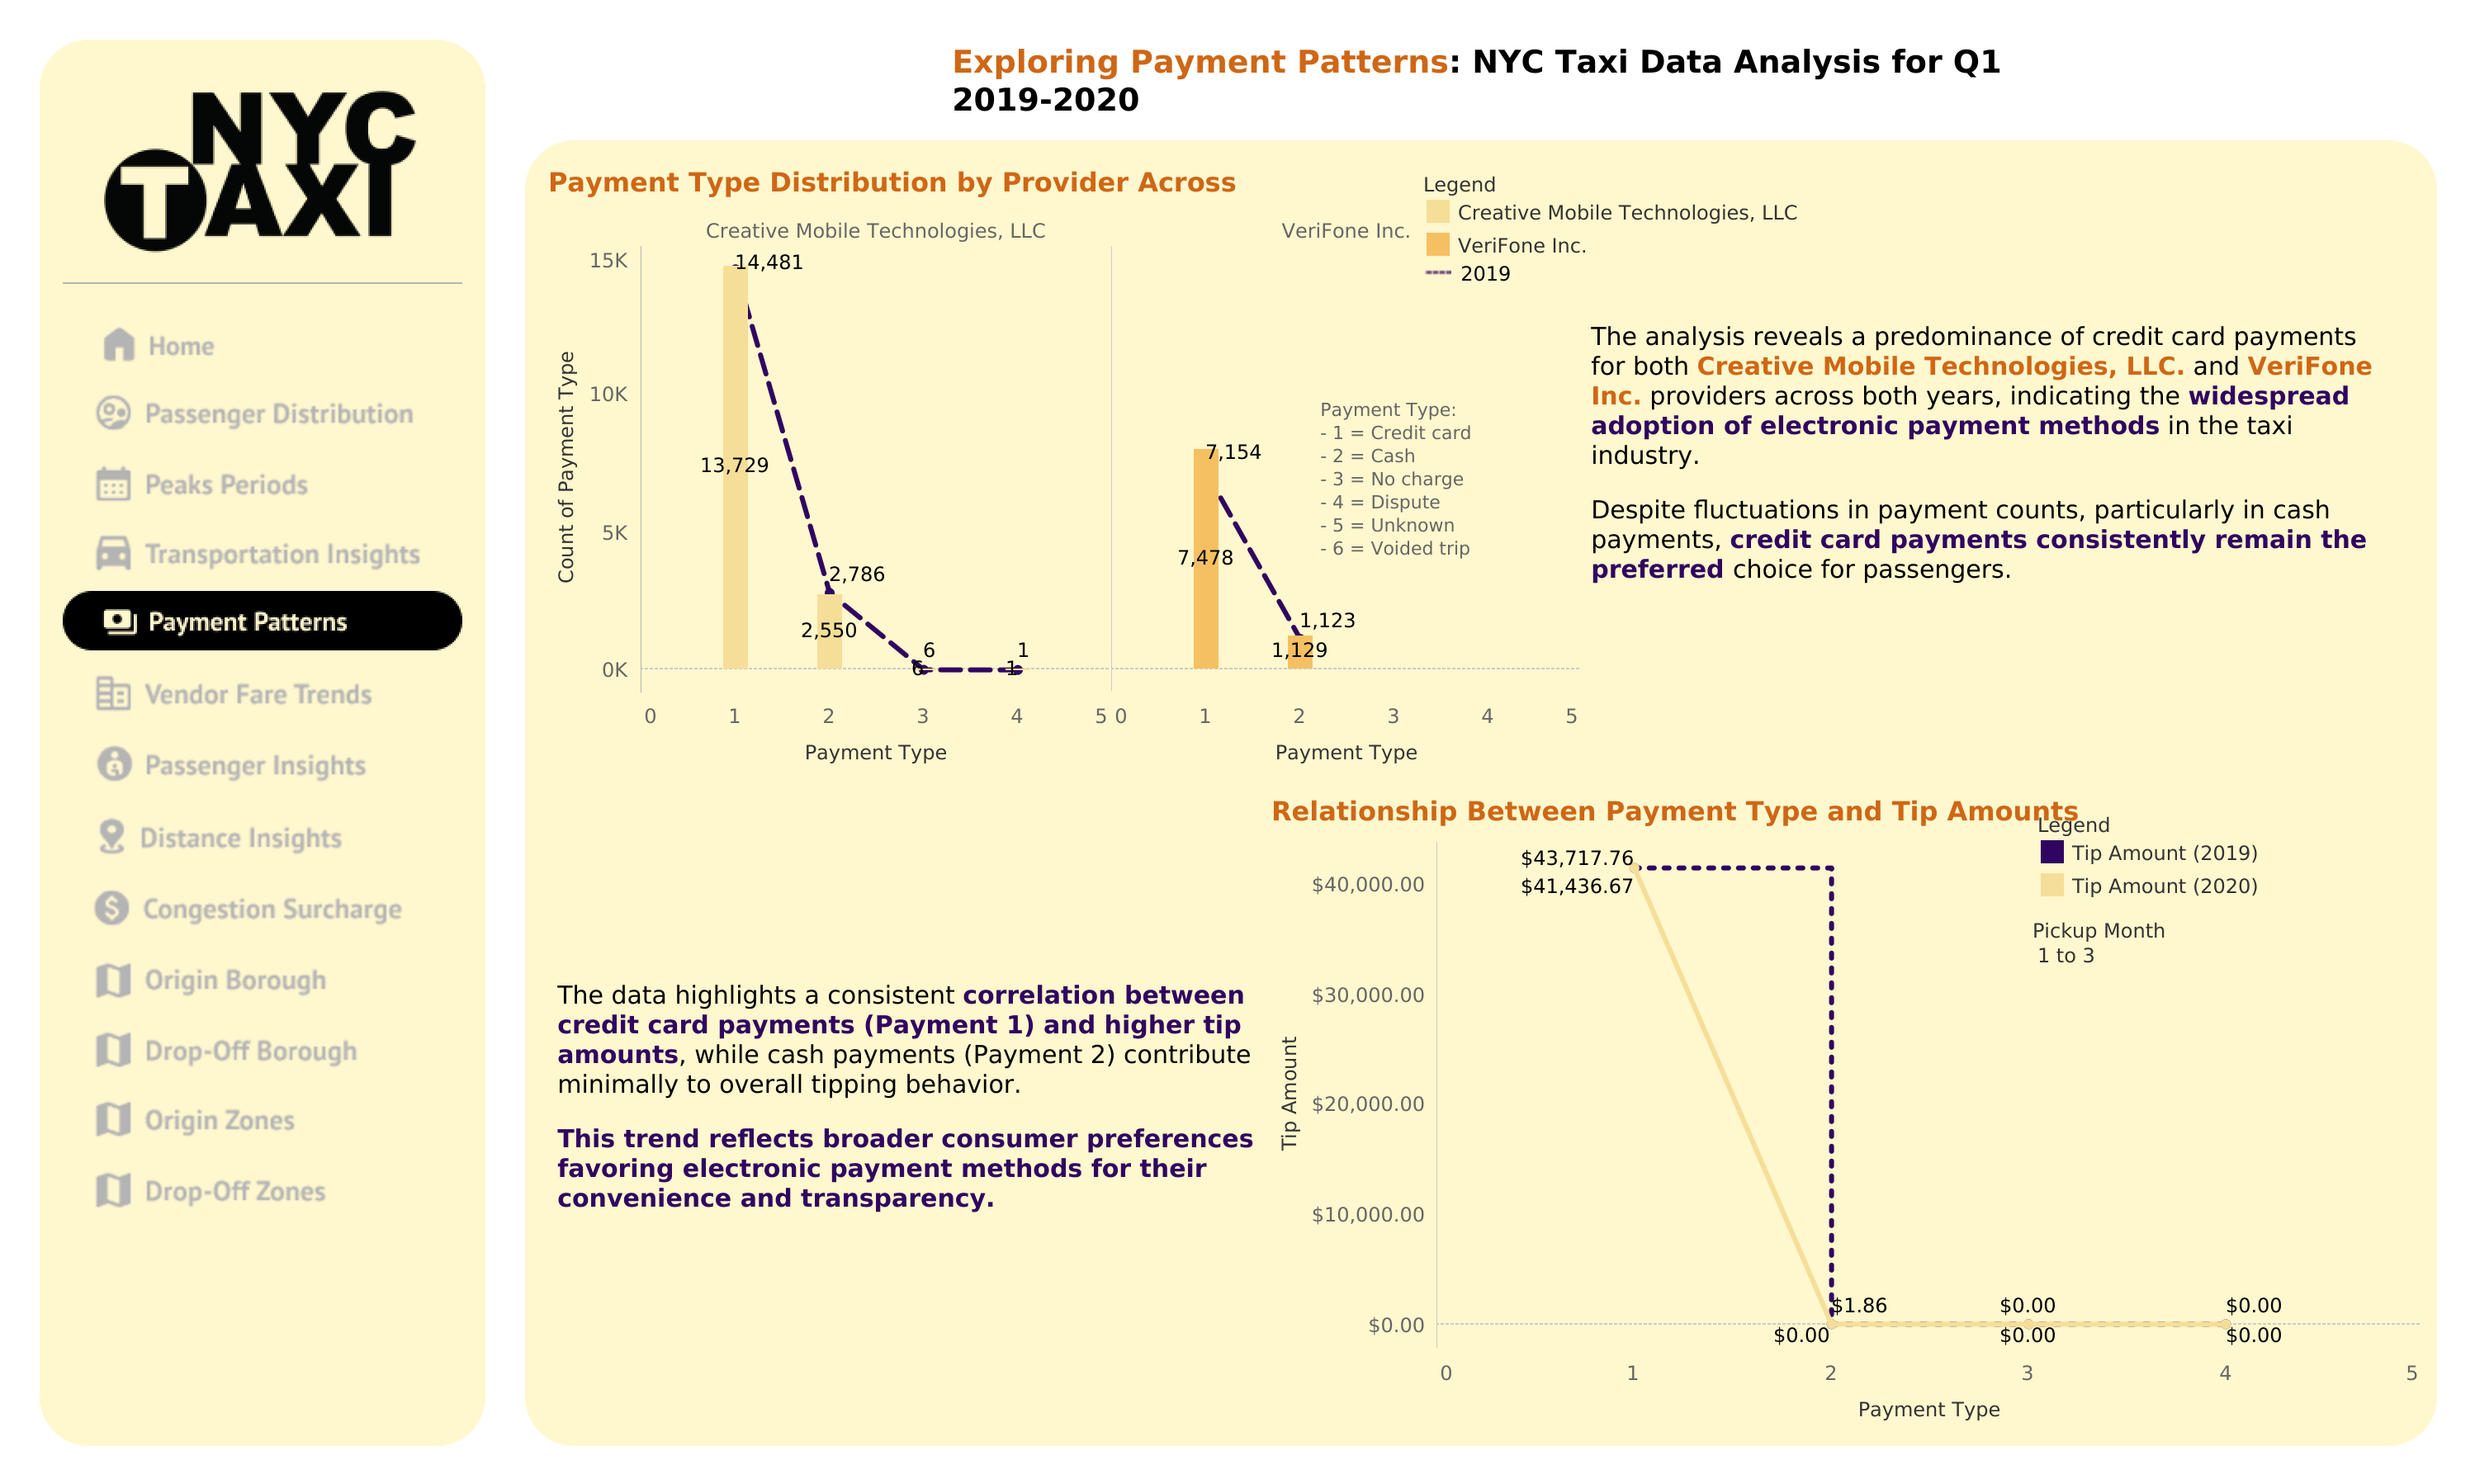 NYC
TAXI
Home
Passenger Distribution
Peaks Periods
Transportation Insights
Payment Patterns
Vendor Fare Trends
Passenger Insights
Distance Insights
Congestion Surcharge
Origin Borough
Drop-Off Borough
Origin Zones
Drop-Off Zones
Exploring Payment Patterns: NYC Taxi Data Analysis for Q1
2019-2020
Payment Type Distribution by Provider Across
Legend
Creative Mobile Technologies, LLC
VeriFone Inc.
2019
Creative Mobile Technologies, LLC
VeriFone Inc.
Count of Payment Type
15K
10K
5K
0K
14,481
13,729
2,786
2,550
6
6
1
1
7,154
7,478
1,123
1,129
Payment Type:
- 1 = Credit card
- 2 = Cash
- 3 = No charge
- 4 = Dispute
- 5 = Unknown
- 6 = Voided trip
0 1 2 3 4 5 0 1 2 3 4 5
Payment Type
Payment Type
The analysis reveals a predominance of credit card payments
for both Creative Mobile Technologies, LLC. and VeriFone
Inc. providers across both years, indicating the widespread
adoption of electronic payment methods in the taxi
industry.
Despite fluctuations in payment counts, particularly in cash
payments, credit card payments consistently remain the
preferred choice for passengers.
The data highlights a consistent correlation between
credit card payments (Payment 1) and higher tip
amounts, while cash payments (Payment 2) contribute
minimally to overall tipping behavior.
This trend reflects broader consumer preferences
favoring electronic payment methods for their
convenience and transparency.
Relationship Between Payment Type and Tip Amounts
Legend
Tip Amount (2019)
Tip Amount (2020)
Pickup Month
1 to 3
Tip Amount
$40,000.00
$30,000.00
$20,000.00
$10,000.00
$0.00
$43,717.76
$41,436.67
$1.86 $0.00 $0.00
$0.00 $0.00 $0.00
0 1 2 3 4 5
Payment Type